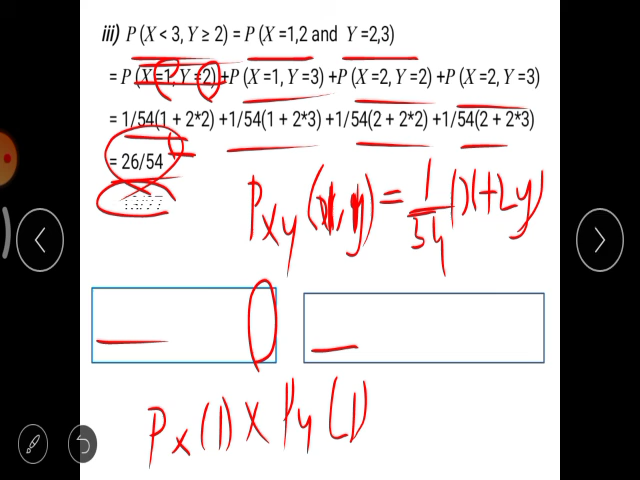 iii) P (X < 3, Y ≥ 2) = P (X =1,2 and Y =2,3)
= P (X =1, Y =2) +P (X =1, Y =3) +P (X =2, Y =2) +P (X =2, Y =3)
= 1/54(1 + 2*2) +1/54(1 + 2*3) +1/54(2 + 2*2) +1/54(2 + 2*3)
= 26/54
Pxy (x, y) = 1/54 (x+2y)
Px (1) x Py (1)